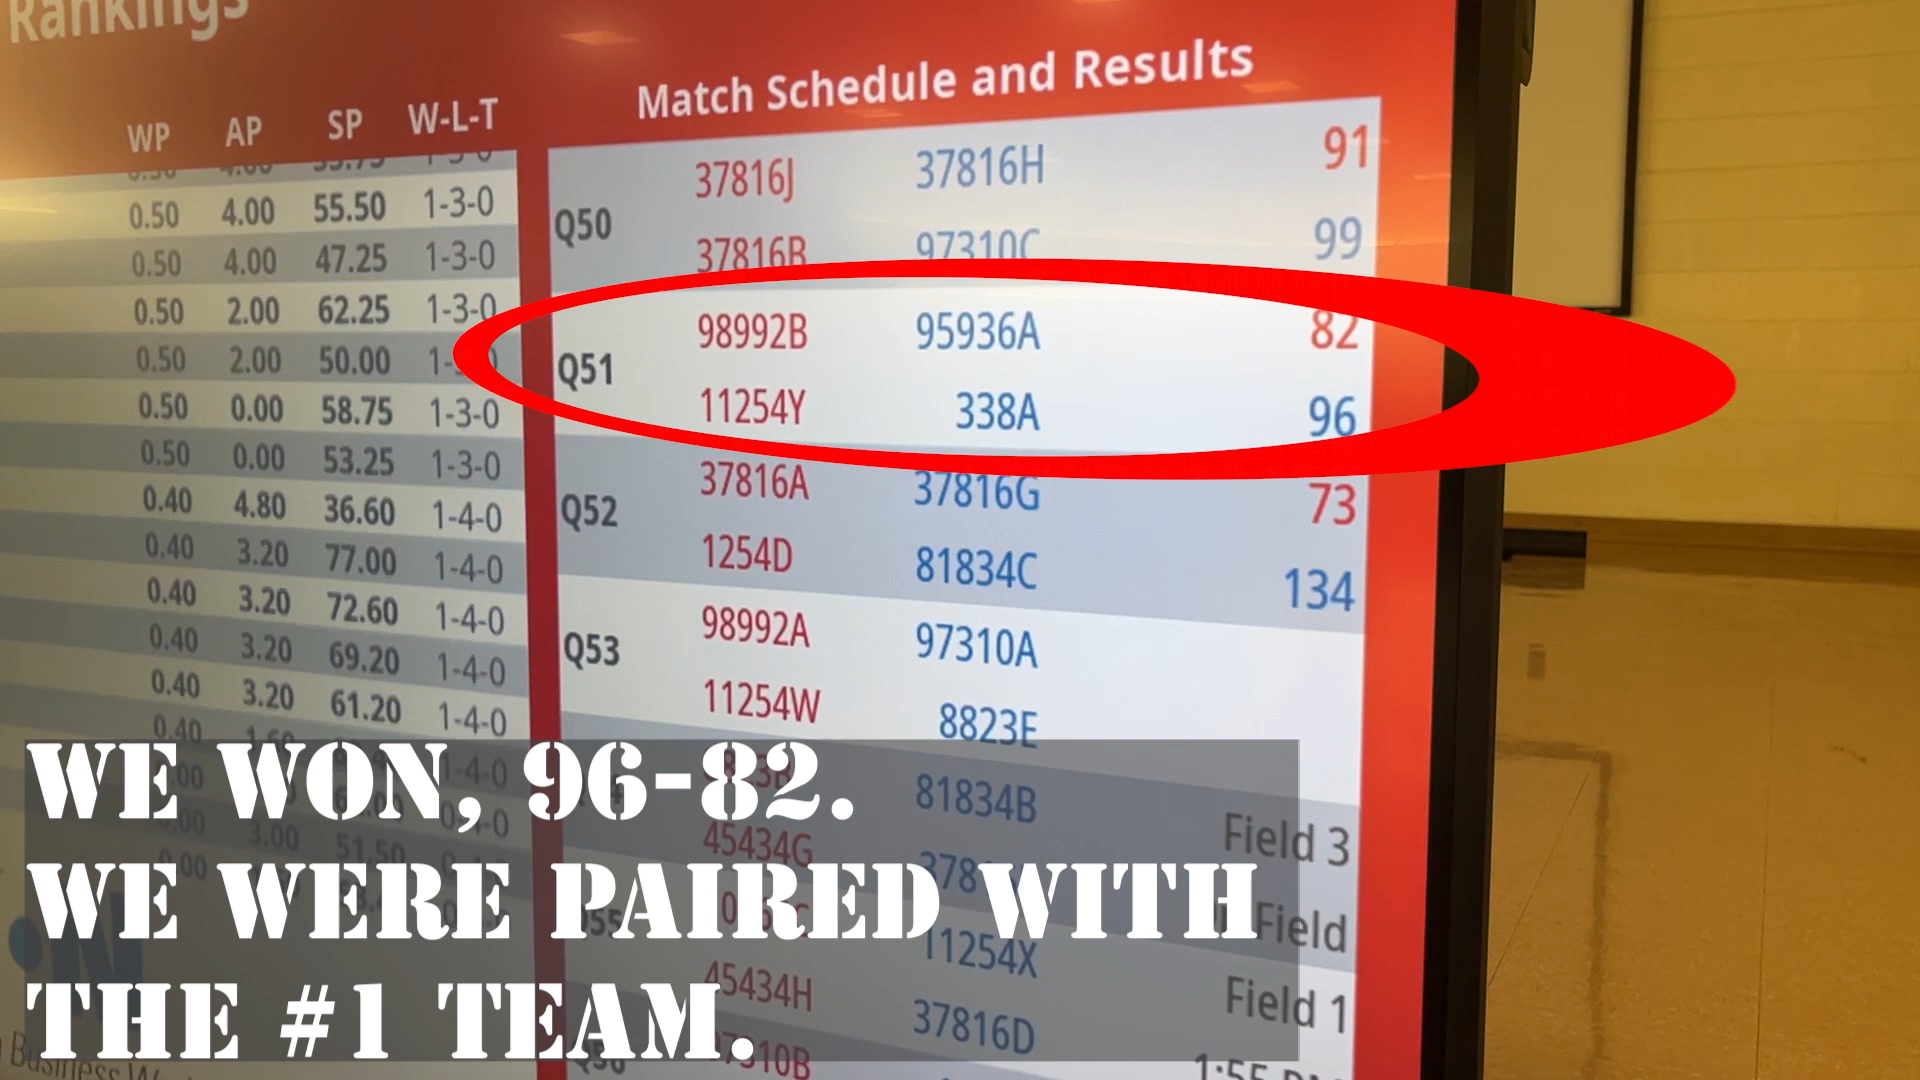 Rankings
Match Schedule and Results
WP AP SP W-L-T
0.50 4.00 55.50 1-3-0
0.50 4.00 47.25 1-3-0
0.50 2.00 62.25 1-3-0
0.50 2.00 50.00
0.50 0.00 58.75 1-3-0
0.50 0.00 53.25 1-3-0
0.40 4.80 36.60 1-4-0
0.40 3.20 77.00 1-4-0
0.40 3.20 72.60 1-4-0
0.40 3.20 69.20 1-4-0
0.40 3.20 61.20 1-4-0
0.40
37816J 37816H 91
Q50
37816B 97310C 99
98992B 95936A 82
Q51
11254Y 338A 96
37816A 37816G 73
Q52
1254D 81834C 134
98992A 97310A
Q53
11254W 8823E
81834B
Field 3
45434G
Field
11254X
45434H Field 1
37816D
WE WON, 96-82.
WE WERE PAIRED WITH
THE #1 TEAM.